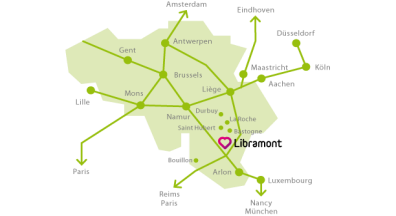 Amsterdam
Eindhoven
Düsseldorf
Antwerpen
Gent
Maastricht
Köln
Brussels
Aachen
Liège
Mons
Lille
Durbuy
Namur
LaRoche
Saint Hubert
Bastogne
Libramont
Bouillon
Paris
Arlon
Luxembourg
Reims
Paris
Nancy
München